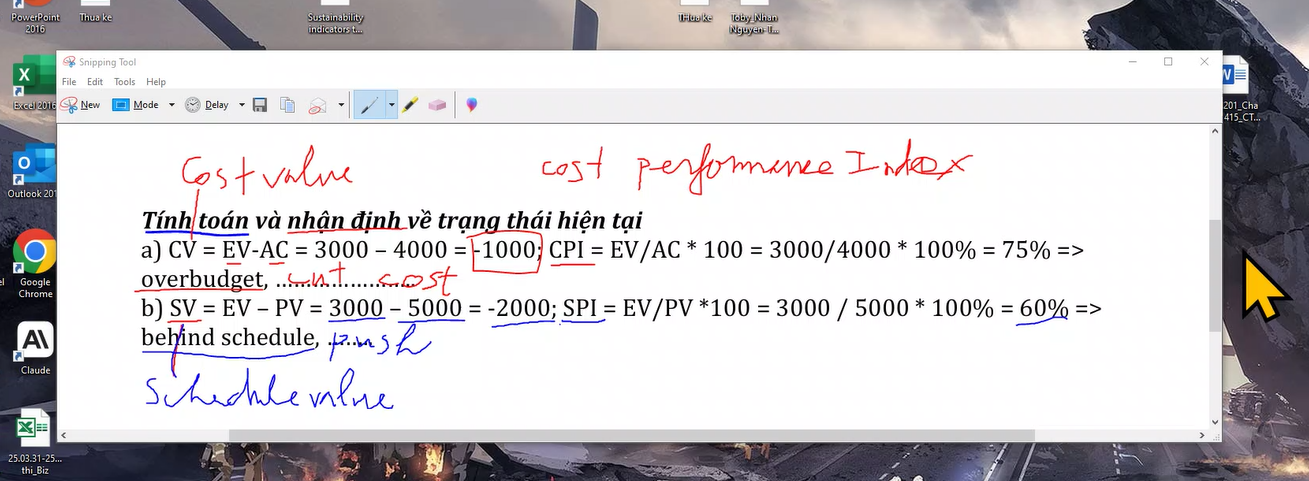 PowerPoint
2016
Thua ke
Sustainability
indicators t...
THua ke
Toby_Nhan
Nguyen-T...
Snipping Tool
File Edit Tools Help
New Mode Delay
Excel 2016
Outlook 201
Google
Chrome
Claude
25.03.31-25...
thi_Biz
201_Cha
415_CT...
Cost value
cost performance Index
Tính toán và nhận định về trạng thái hiện tại
a) CV = EV-AC = 3000 – 4000 = -1000; CPI = EV/AC * 100 = 3000/4000 * 100% = 75% =>
overbudget, ........................
cut cost
b) SV = EV – PV = 3000 – 5000 = -2000; SPI = EV/PV *100 = 3000 / 5000 * 100% = 60% =>
behind schedule, ........
push
Schedule value